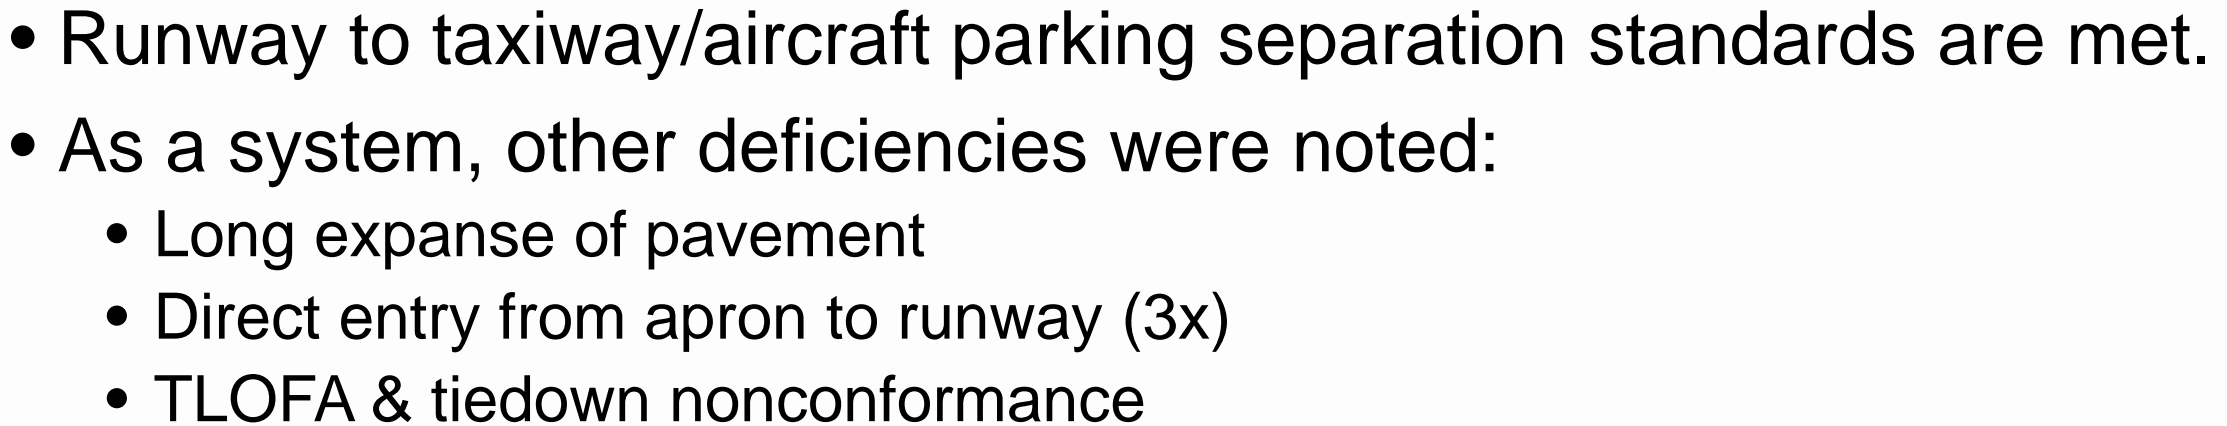 • Runway to taxiway/aircraft parking separation standards are met.
• As a system, other deficiencies were noted:
• Long expanse of pavement
• Direct entry from apron to runway (3x)
• TLOFA & tiedown nonconformance